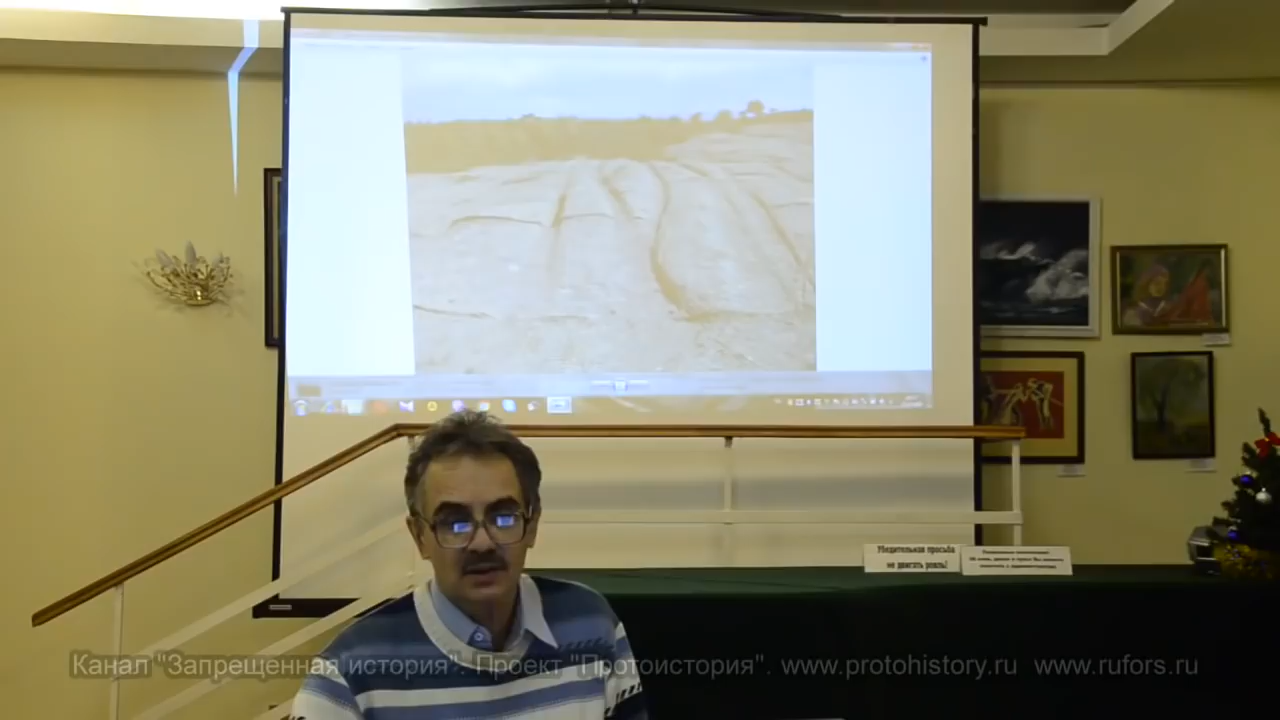 Убедительная просьба
не двигать рояль!
Канал "Запрещенная история". Проект "Протоистория". www.protohistory.ru www.rufors.ru